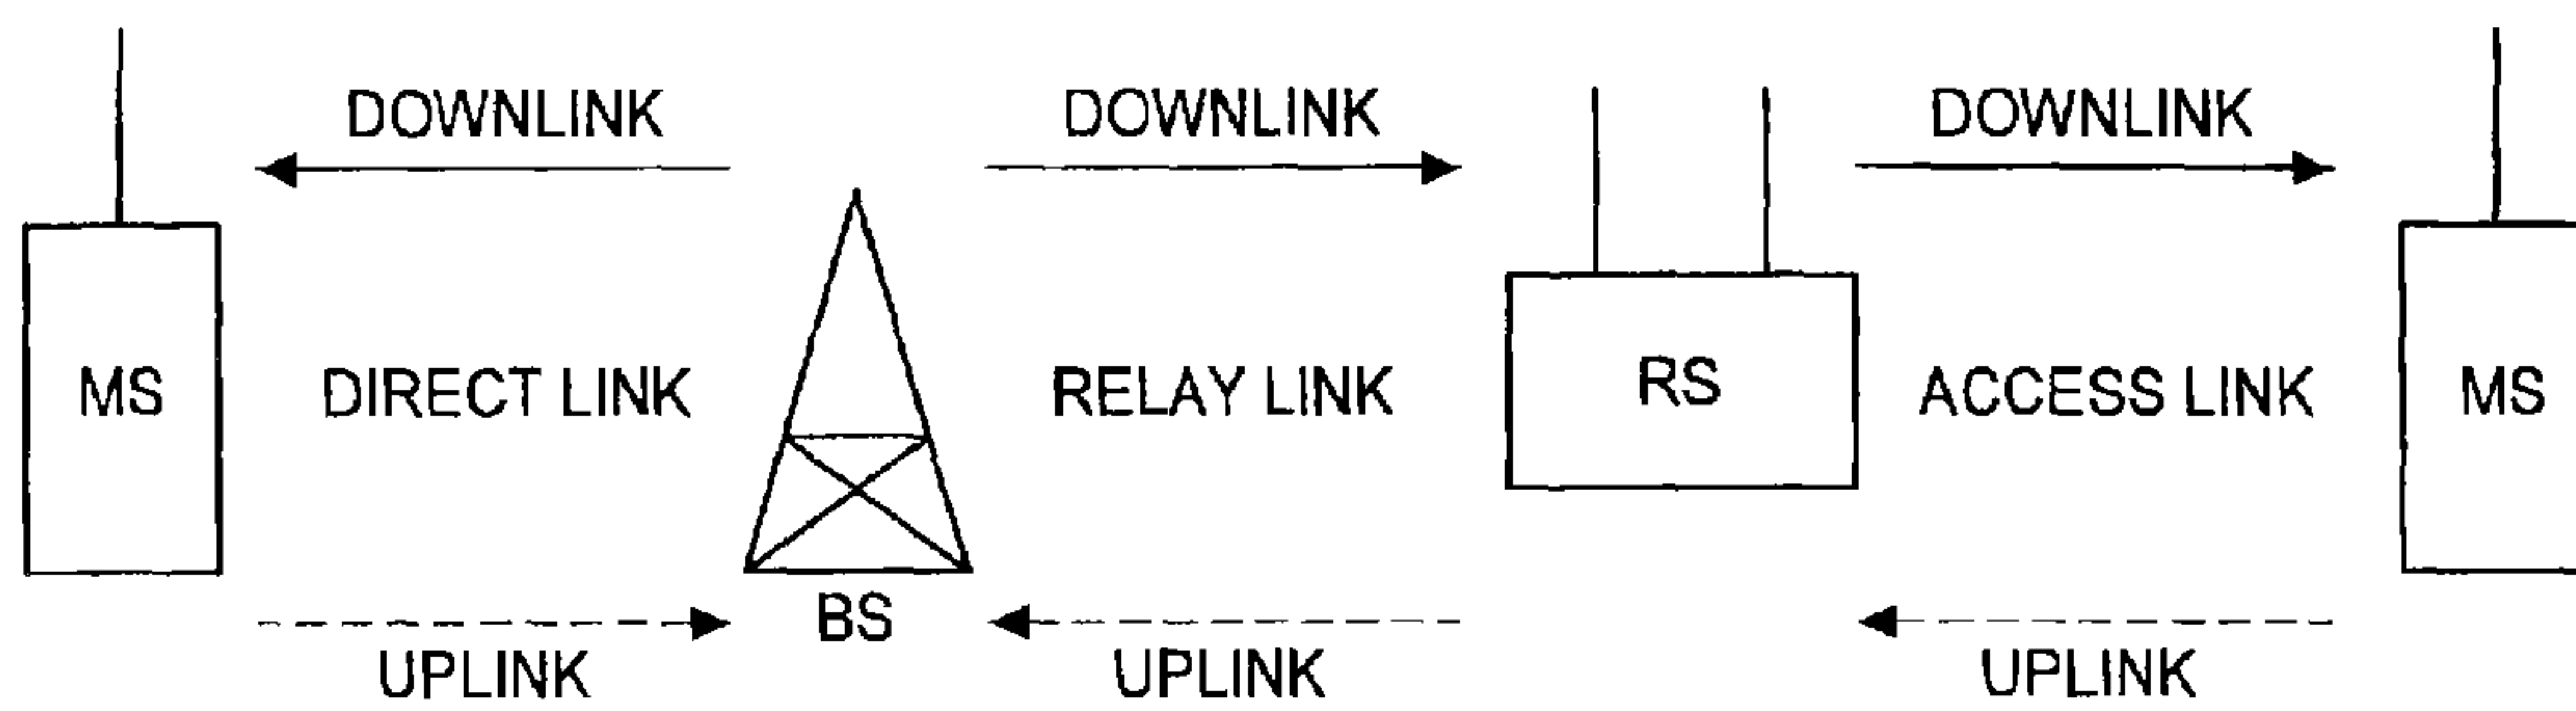 DOWNLINK DOWNLINK DOWNLINK
MS DIRECT LINK RELAY LINK RS ACCESS LINK MS
BS
UPLINK UPLINK UPLINK